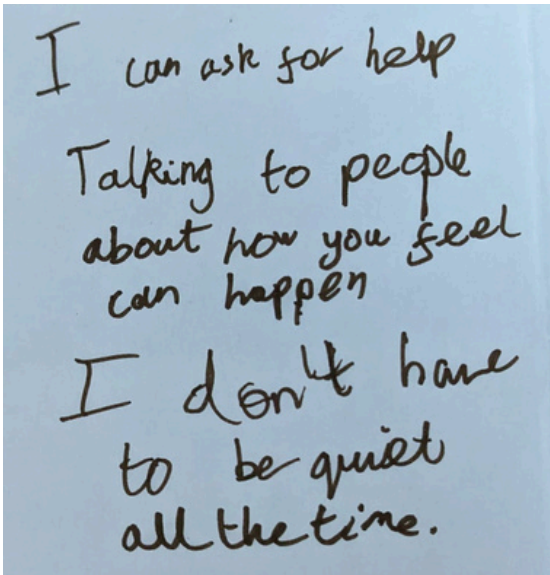 I can ask for help
Talking to people
about how you feel
can happen
I don't have
to be quiet
all the time.